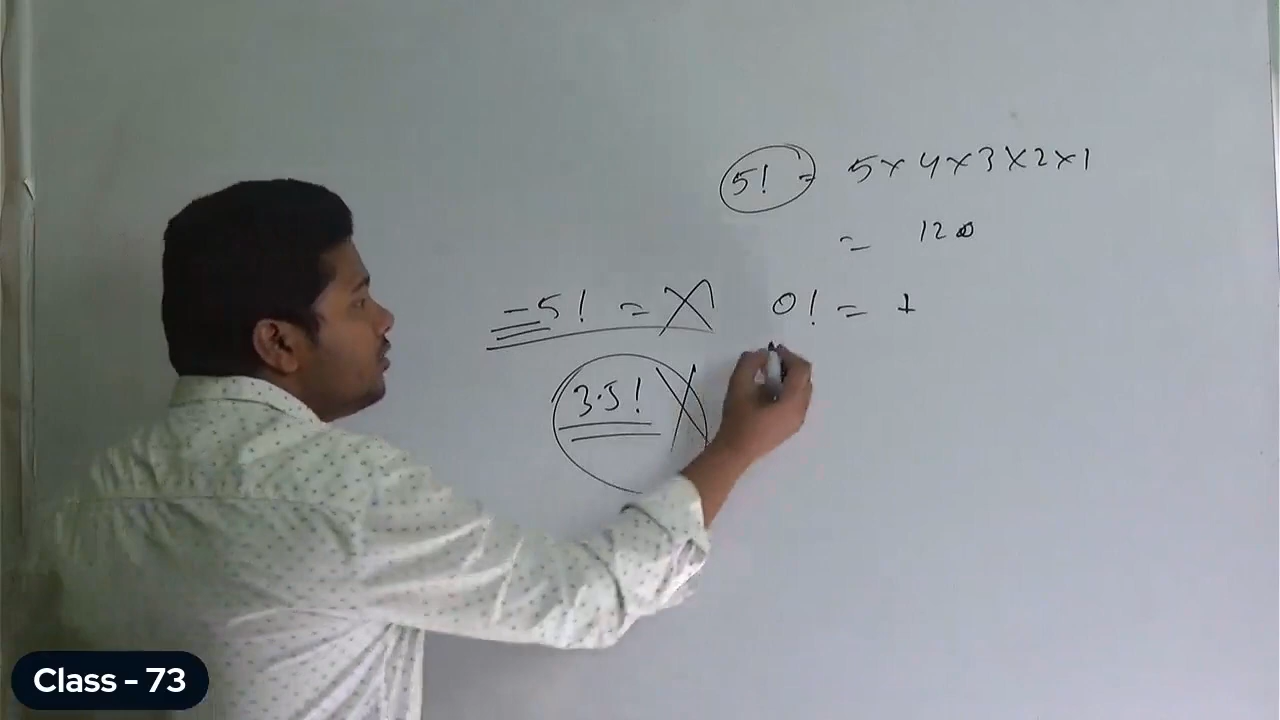 5! = 5×4×3×2×1
= 120
-5! = X 0! = 1
3.5! X
Class - 73